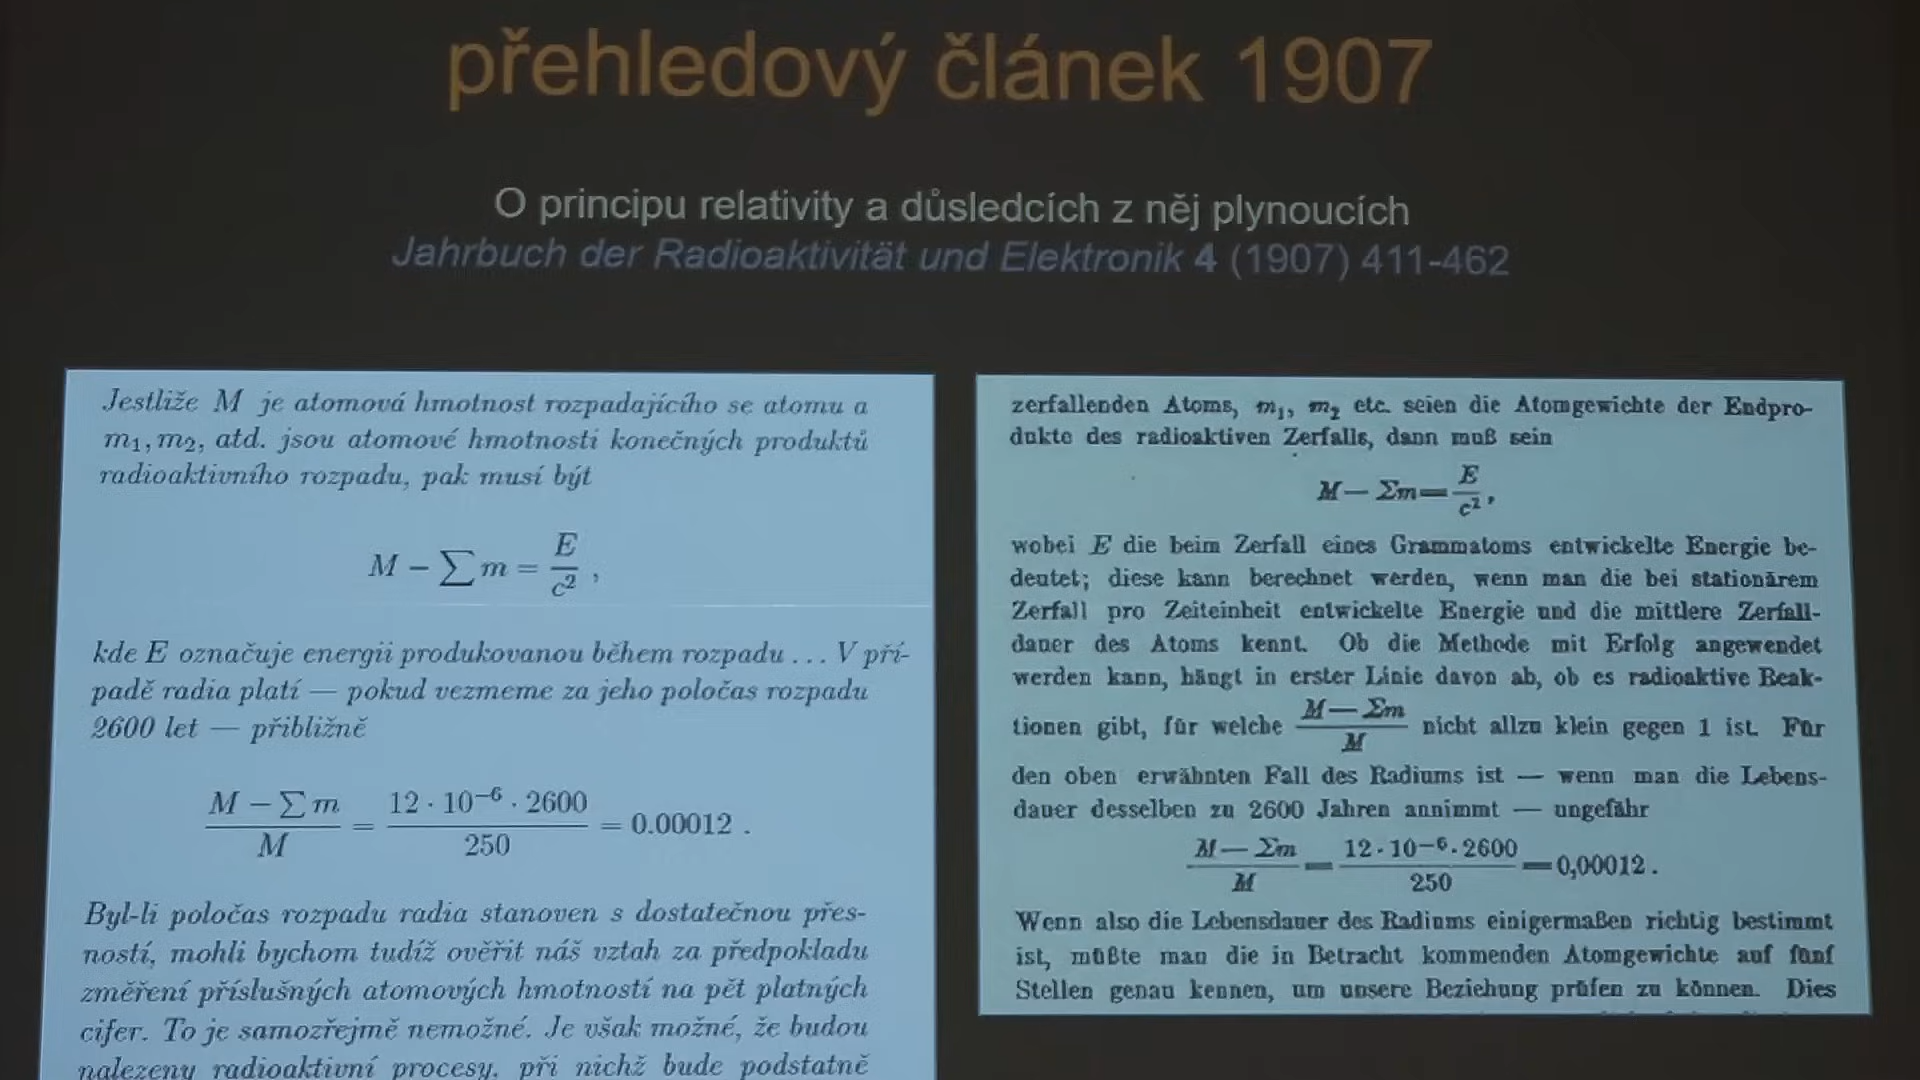 přehledový článek 1907
O principu relativity a důsledcích z něj plynoucích
Jahrbuch der Radioaktivität und Elektronik 4 (1907) 411-462
Jestliže M je atomová hmotnost rozpadajícího se atomu a
m₁, m₂, atd. jsou atomové hmotnosti konečných produktů
radioaktivního rozpadu, pak musí být
M − ∑ m = E/c² ,
kde E označuje energii produkovanou během rozpadu ... V pří-
padě radia platí — pokud vezmeme za jeho poločas rozpadu
2600 let — přibližně
(M − ∑ m)/M = (12 · 10⁻⁶ · 2600)/250 = 0.00012 .
Byl-li poločas rozpadu radia stanoven s dostatečnou přes-
ností, mohli bychom tudíž ověřit náš vztah za předpokladu
změření příslušných atomových hmotností na pět platných
cifer. To je samozřejmě nemožné. Je však možné, že budou
nalezeny radioaktivní procesy, při nichž bude podstatně
zerfallenden Atoms, m₁, m₂ etc. seien die Atomgewichte der Endpro-
dukte des radioaktiven Zerfalls, dann muß sein
M — Σm = E/c²,
wobei E die beim Zerfall eines Grammatoms entwickelte Energie be-
deutet; diese kann berechnet werden, wenn man die bei stationärem
Zerfall pro Zeiteinheit entwickelte Energie und die mittlere Zerfall-
dauer des Atoms kennt. Ob die Methode mit Erfolg angewendet
werden kann, hängt in erster Linie davon ab, ob es radioaktive Reak-
tionen gibt, für welche (M — Σm)/M nicht allzu klein gegen 1 ist. Für
den oben erwähnten Fall des Radiums ist — wenn man die Lebens-
dauer desselben zu 2600 Jahren annimmt — ungefähr
(M — Σm)/M = (12 · 10⁻⁶ · 2600)/250 = 0,00012 .
Wenn also die Lebensdauer des Radiums einigermaßen richtig bestimmt
ist, müßte man die in Betracht kommenden Atomgewichte auf fünf
Stellen genau kennen, um unsere Beziehung prüfen zu können. Dies